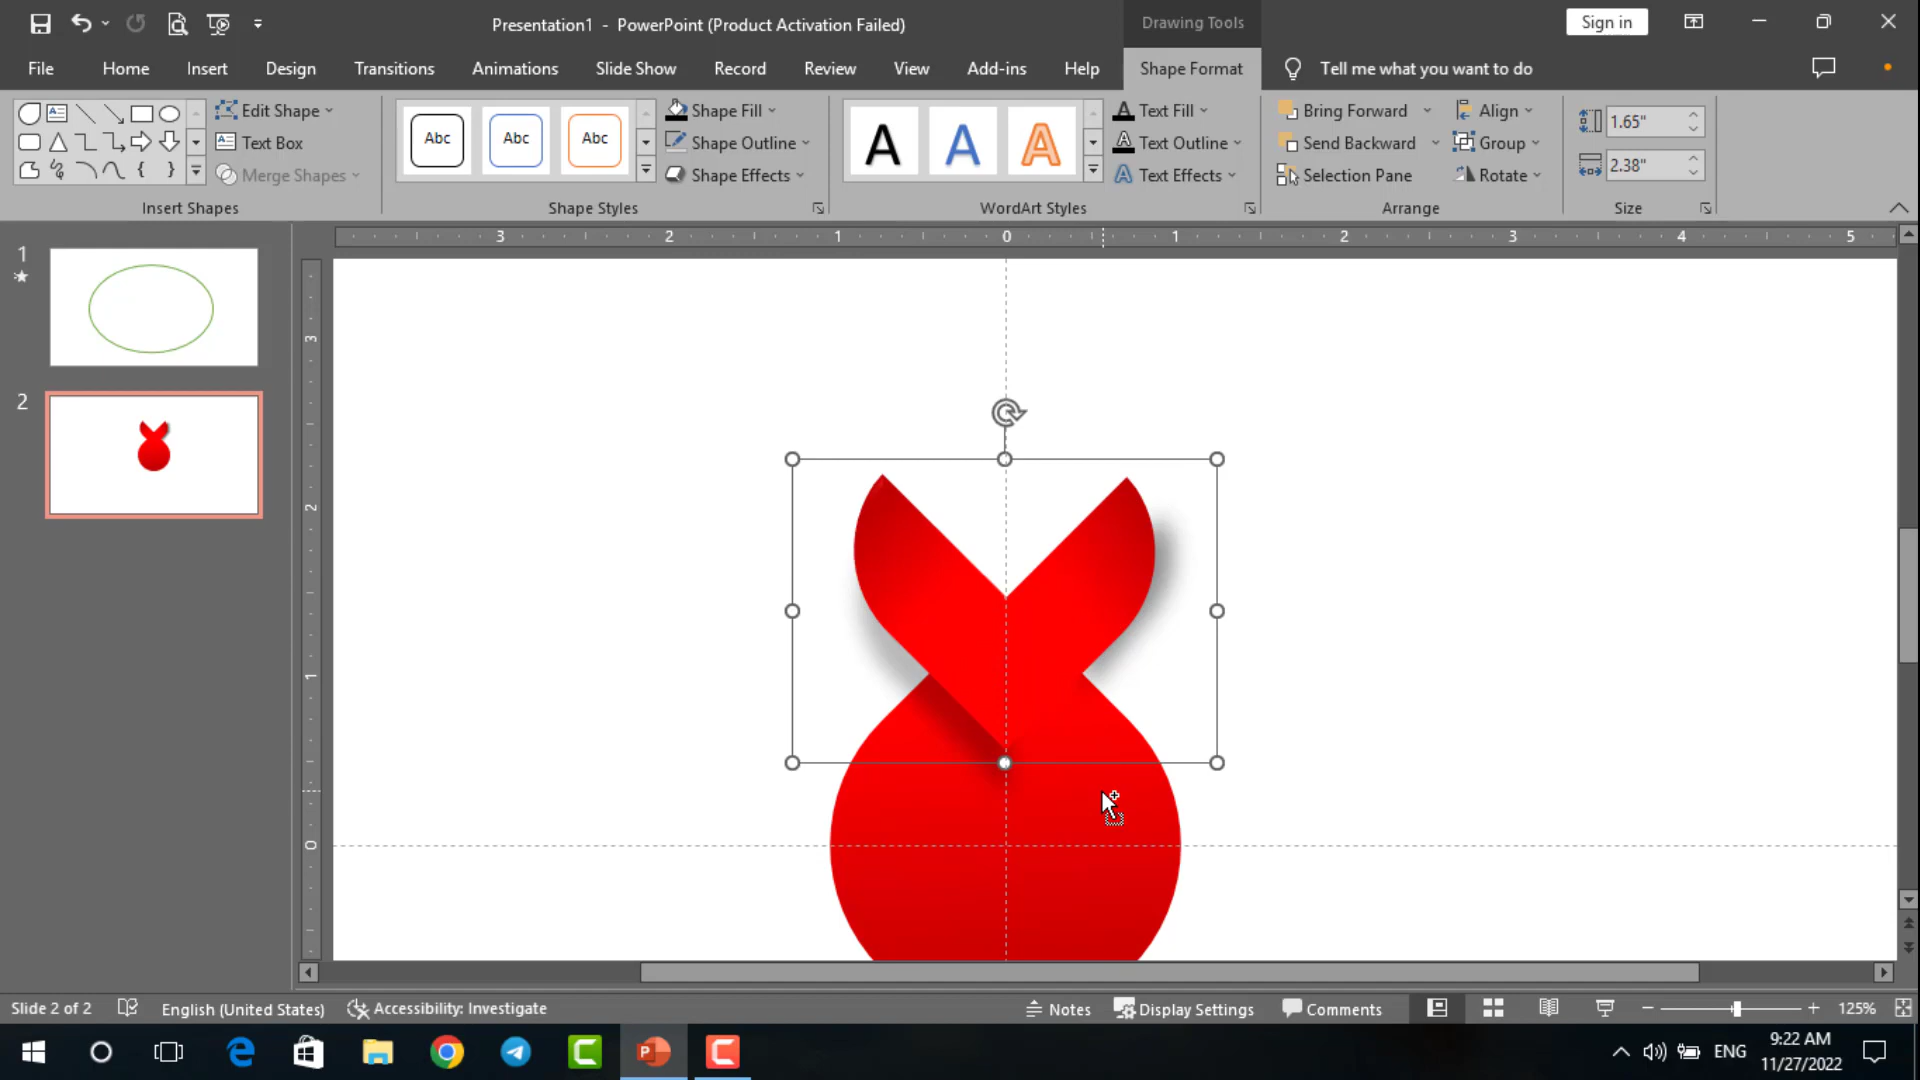 Presentation1 - PowerPoint (Product Activation Failed)
Drawing Tools
Sign in
File Home Insert Design Transitions Animations Slide Show Record Review View Add-ins Help Shape Format Tell me what you want to do
Edit Shape
Text Box
Merge Shapes
Insert Shapes
Abc Abc Abc
Shape Fill
Shape Outline
Shape Effects
Shape Styles
A A A
Text Fill
Text Outline
Text Effects
WordArt Styles
Bring Forward
Send Backward
Selection Pane
Align
Group
Rotate
Arrange
1.65"
2.38"
Size
3 2 1 0 1 2 3 4 5
3
2
1
0
1
2
Slide 2 of 2 English (United States) Accessibility: Investigate Notes Display Settings Comments 125%
ENG
9:22 AM
11/27/2022